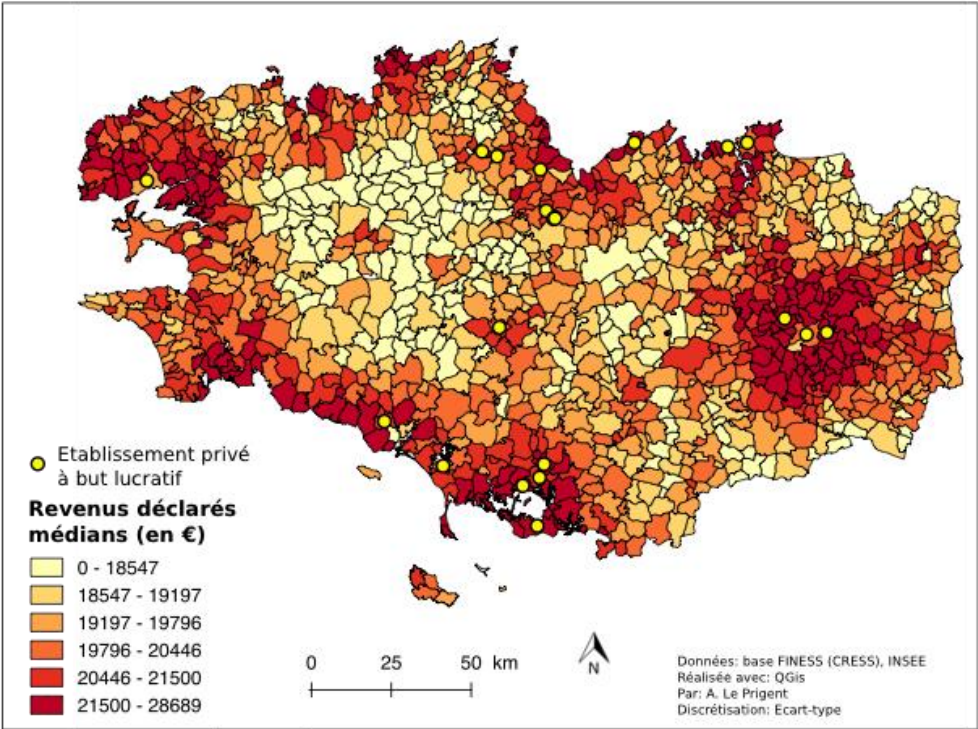 Etablissement privé
à but lucratif
Revenus déclarés
médians (en €)
0 - 18547
18547 - 19197
19197 - 19796
19796 - 20446
20446 - 21500
21500 - 28689
0 25 50 km
N
Données: base FINESS (CRESS), INSEE
Réalisée avec: QGis
Par: A. Le Prigent
Discrétisation: Ecart-type